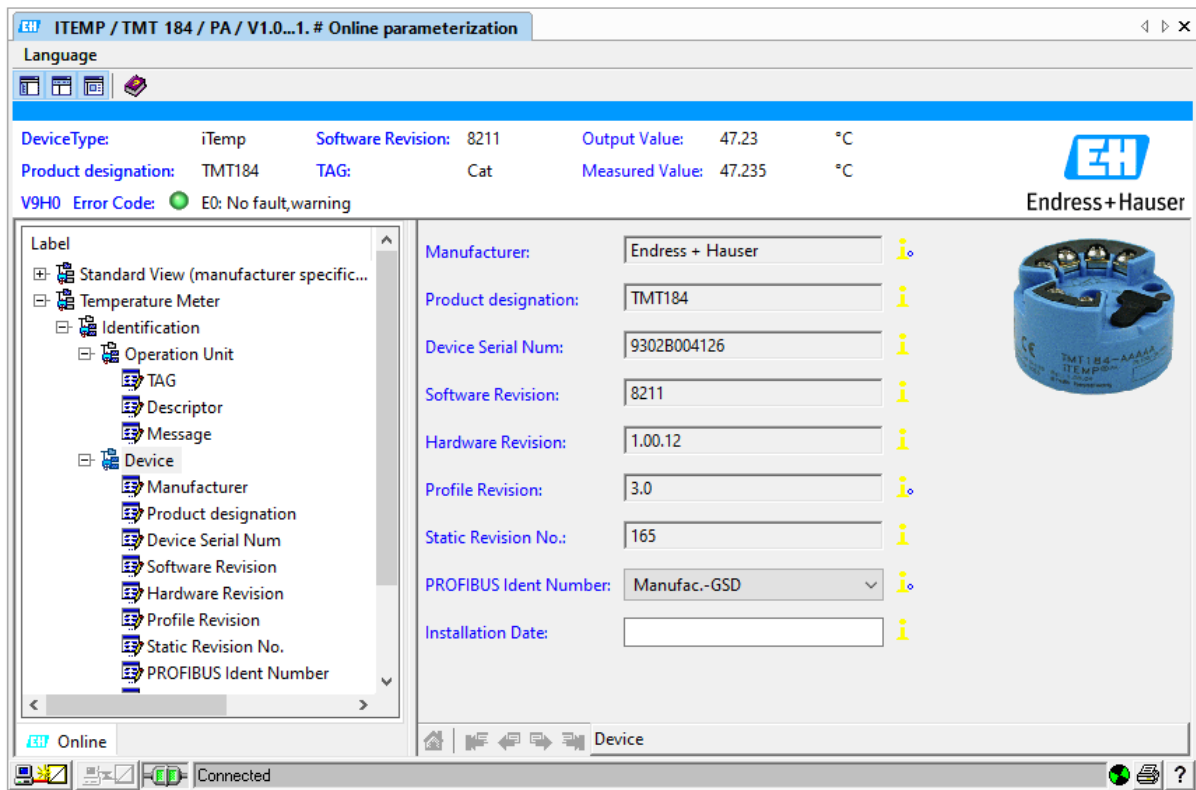 ITEMP / TMT 184 / PA / V1.0...1. # Online parameterization
Language
DeviceType: iTemp Software Revision: 8211 Output Value: 47.23 °C
Product designation: TMT184 TAG: Cat Measured Value: 47.235 °C
V9H0 Error Code: E0: No fault,warning
EH
Endress+Hauser
Label
Standard View (manufacturer specific...
Temperature Meter
Identification
Operation Unit
TAG
Descriptor
Message
Device
Manufacturer
Product designation
Device Serial Num
Software Revision
Hardware Revision
Profile Revision
Static Revision No.
PROFIBUS Ident Number
Online
Manufacturer: Endress + Hauser
Product designation: TMT184
Device Serial Num: 9302B004126
Software Revision: 8211
Hardware Revision: 1.00.12
Profile Revision: 3.0
Static Revision No.: 165
PROFIBUS Ident Number: Manufac.-GSD
Installation Date:
TMT184-AAAAA
ITEMP
Device
Connected